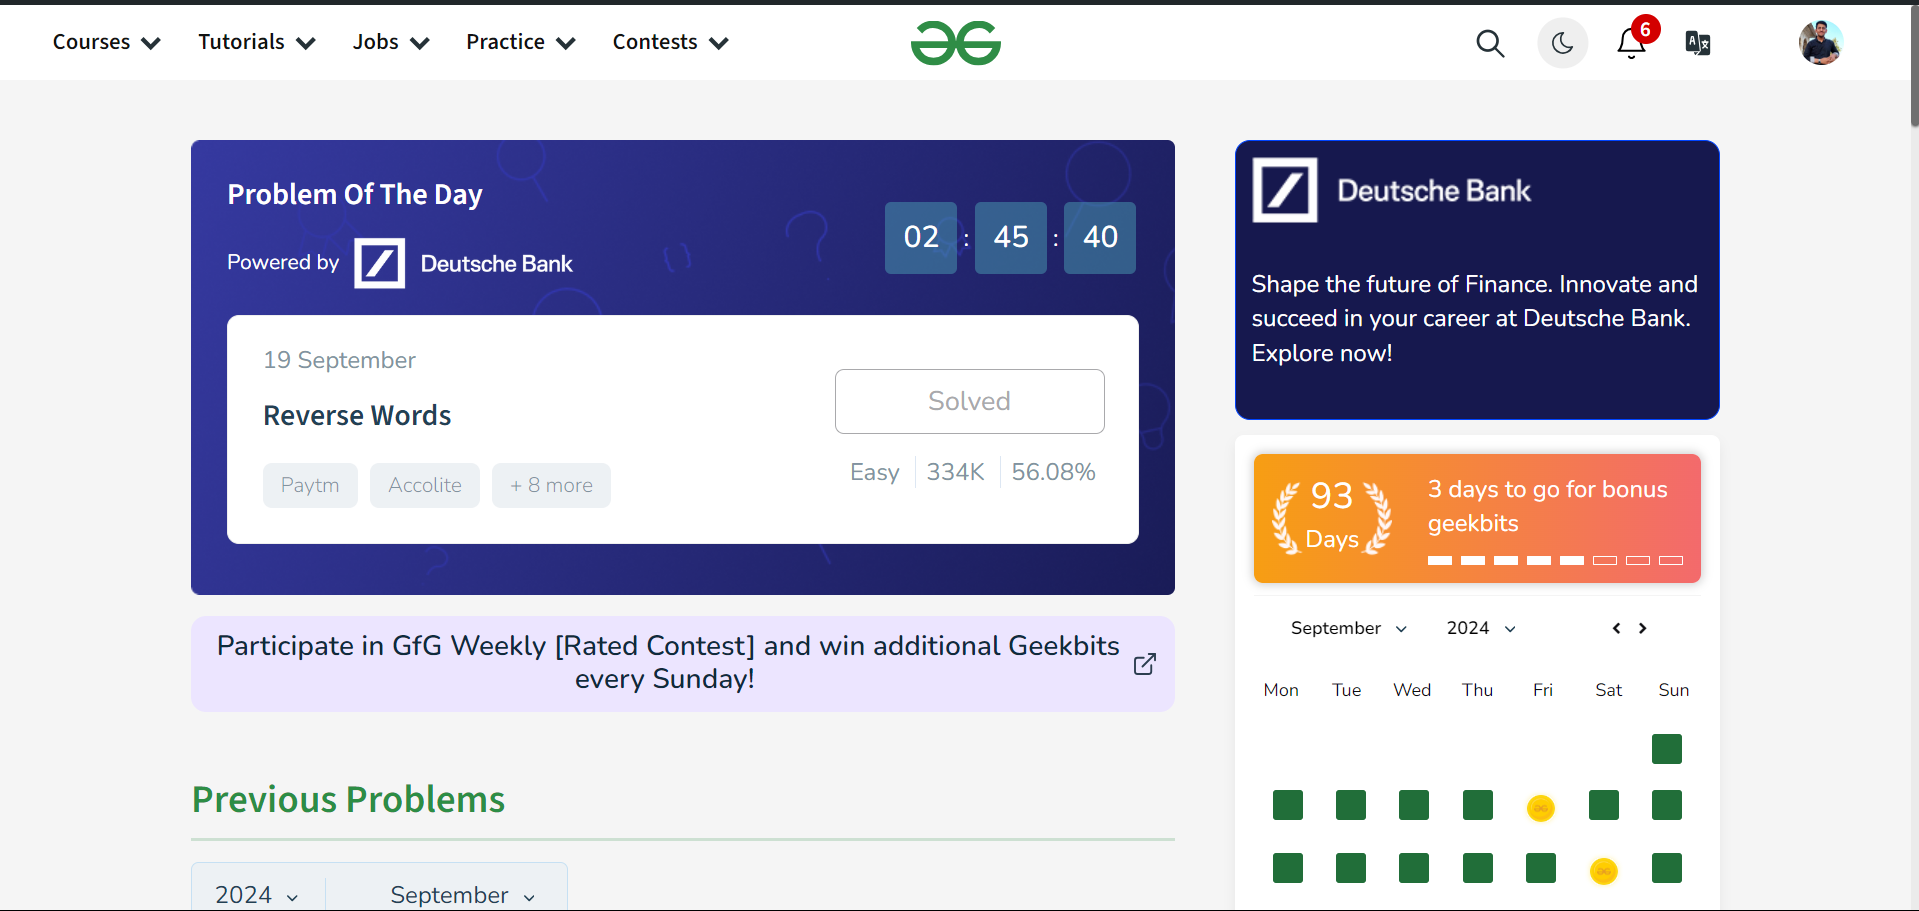 Courses
Tutorials
Jobs
Practice
Contests
6
Problem Of The Day
Powered by
Deutsche Bank
02 : 45 : 40
19 September
Reverse Words
Paytm
Accolite
+ 8 more
Solved
Easy
334K
56.08%
Participate in GfG Weekly [Rated Contest] and win additional Geekbits
every Sunday!
Previous Problems
2024
September
Deutsche Bank
Shape the future of Finance. Innovate and
succeed in your career at Deutsche Bank.
Explore now!
93
Days
3 days to go for bonus
geekbits
September
2024
Mon Tue Wed Thu Fri Sat Sun